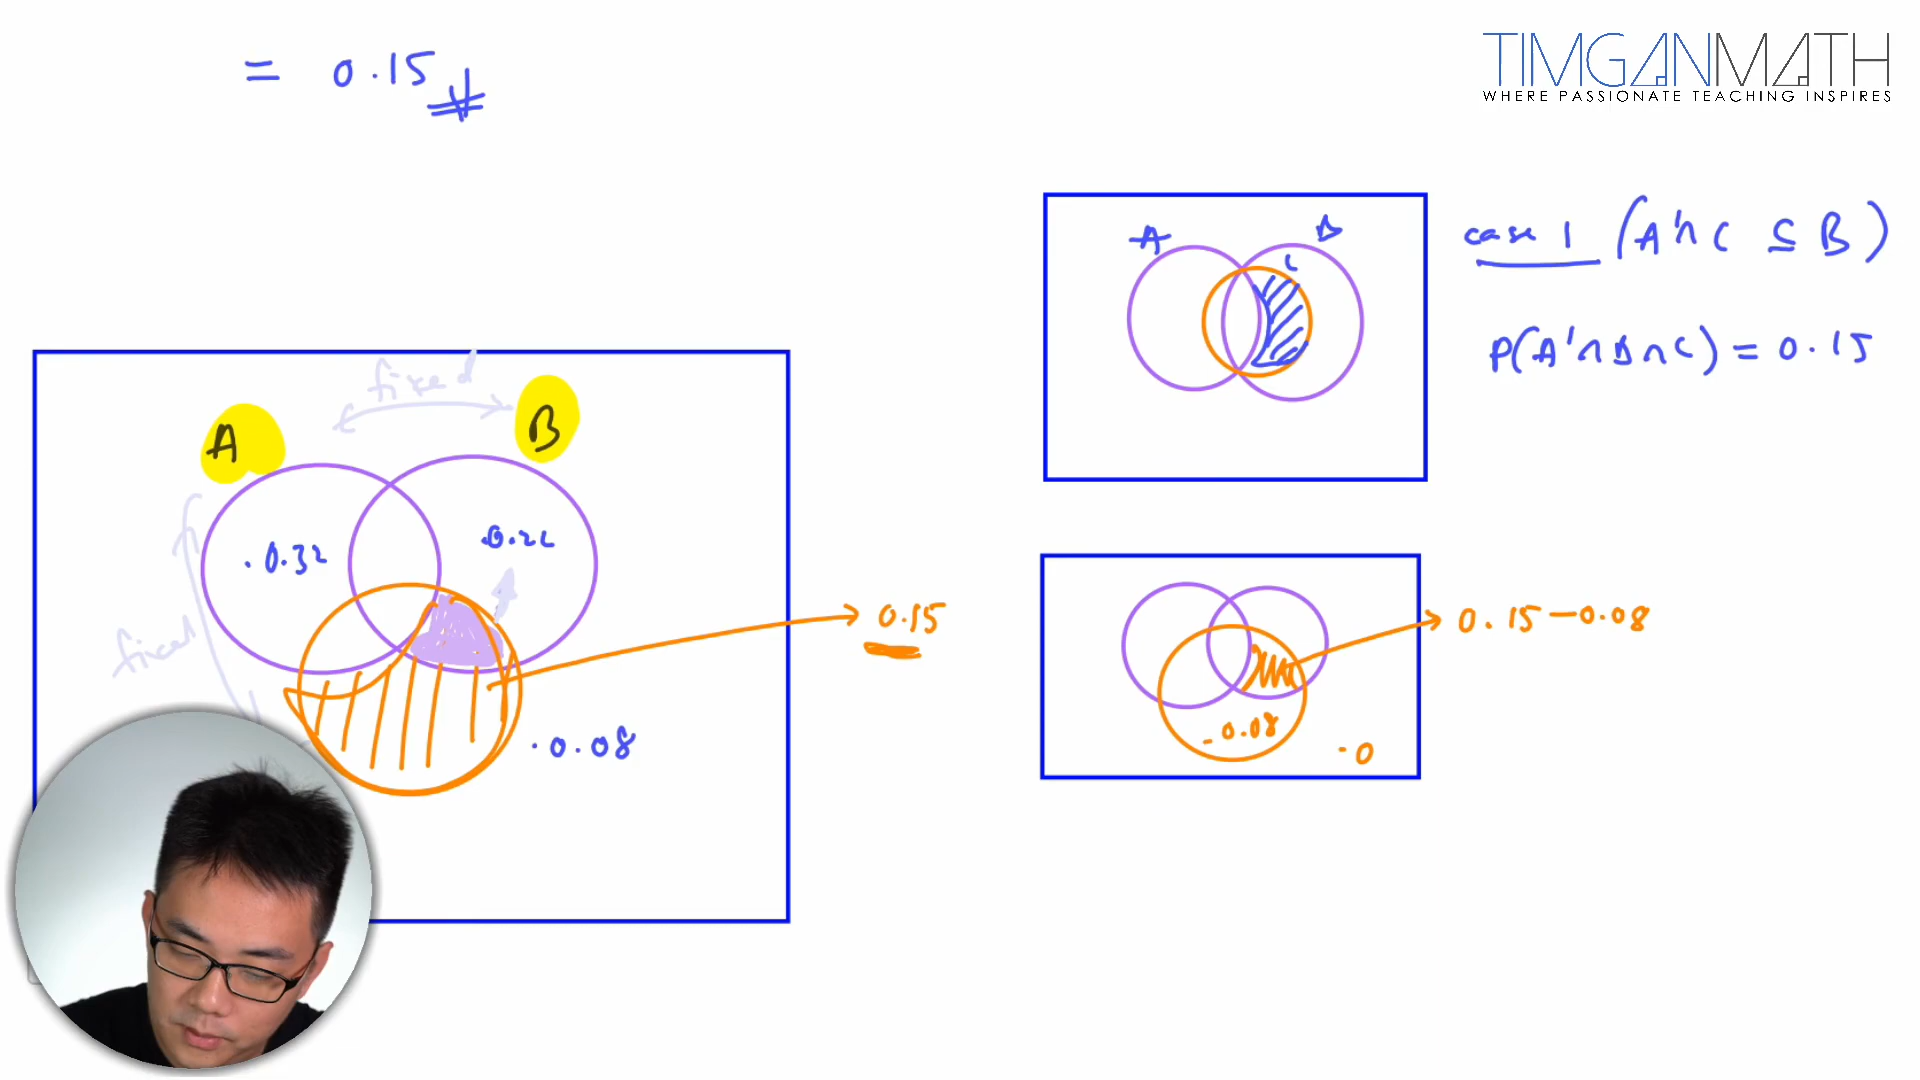 = 0.15
TIMGANMATH
WHERE PASSIONATE TEACHING INSPIRES
A B
C
case 1 (A'∩C ⊆ B)
P(A'∩B∩C) = 0.15
fixed
A
B
.0.32
.0.22
fixed
0.15
.0.08
0.15-0.08
.0.08
.0